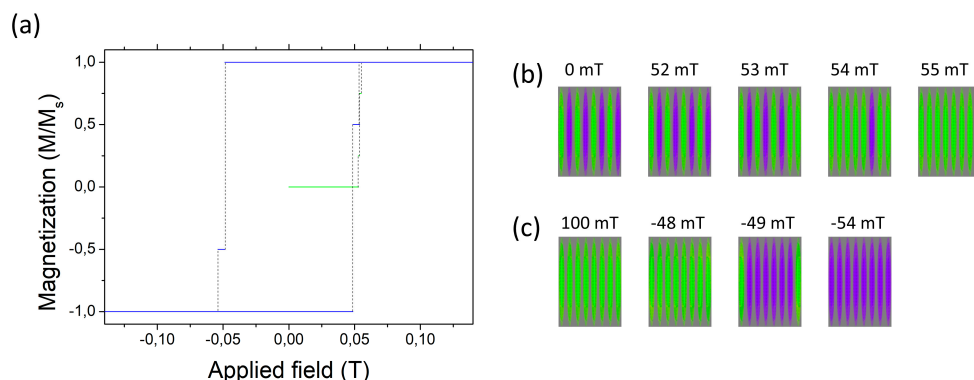 (a)
Magnetization (M/Ms)
1,0
0,5
0,0
-0,5
-1,0
-0,10 -0,05 0,00 0,05 0,10
Applied field (T)
(b)
0 mT 52 mT 53 mT 54 mT 55 mT
(c)
100 mT -48 mT -49 mT -54 mT